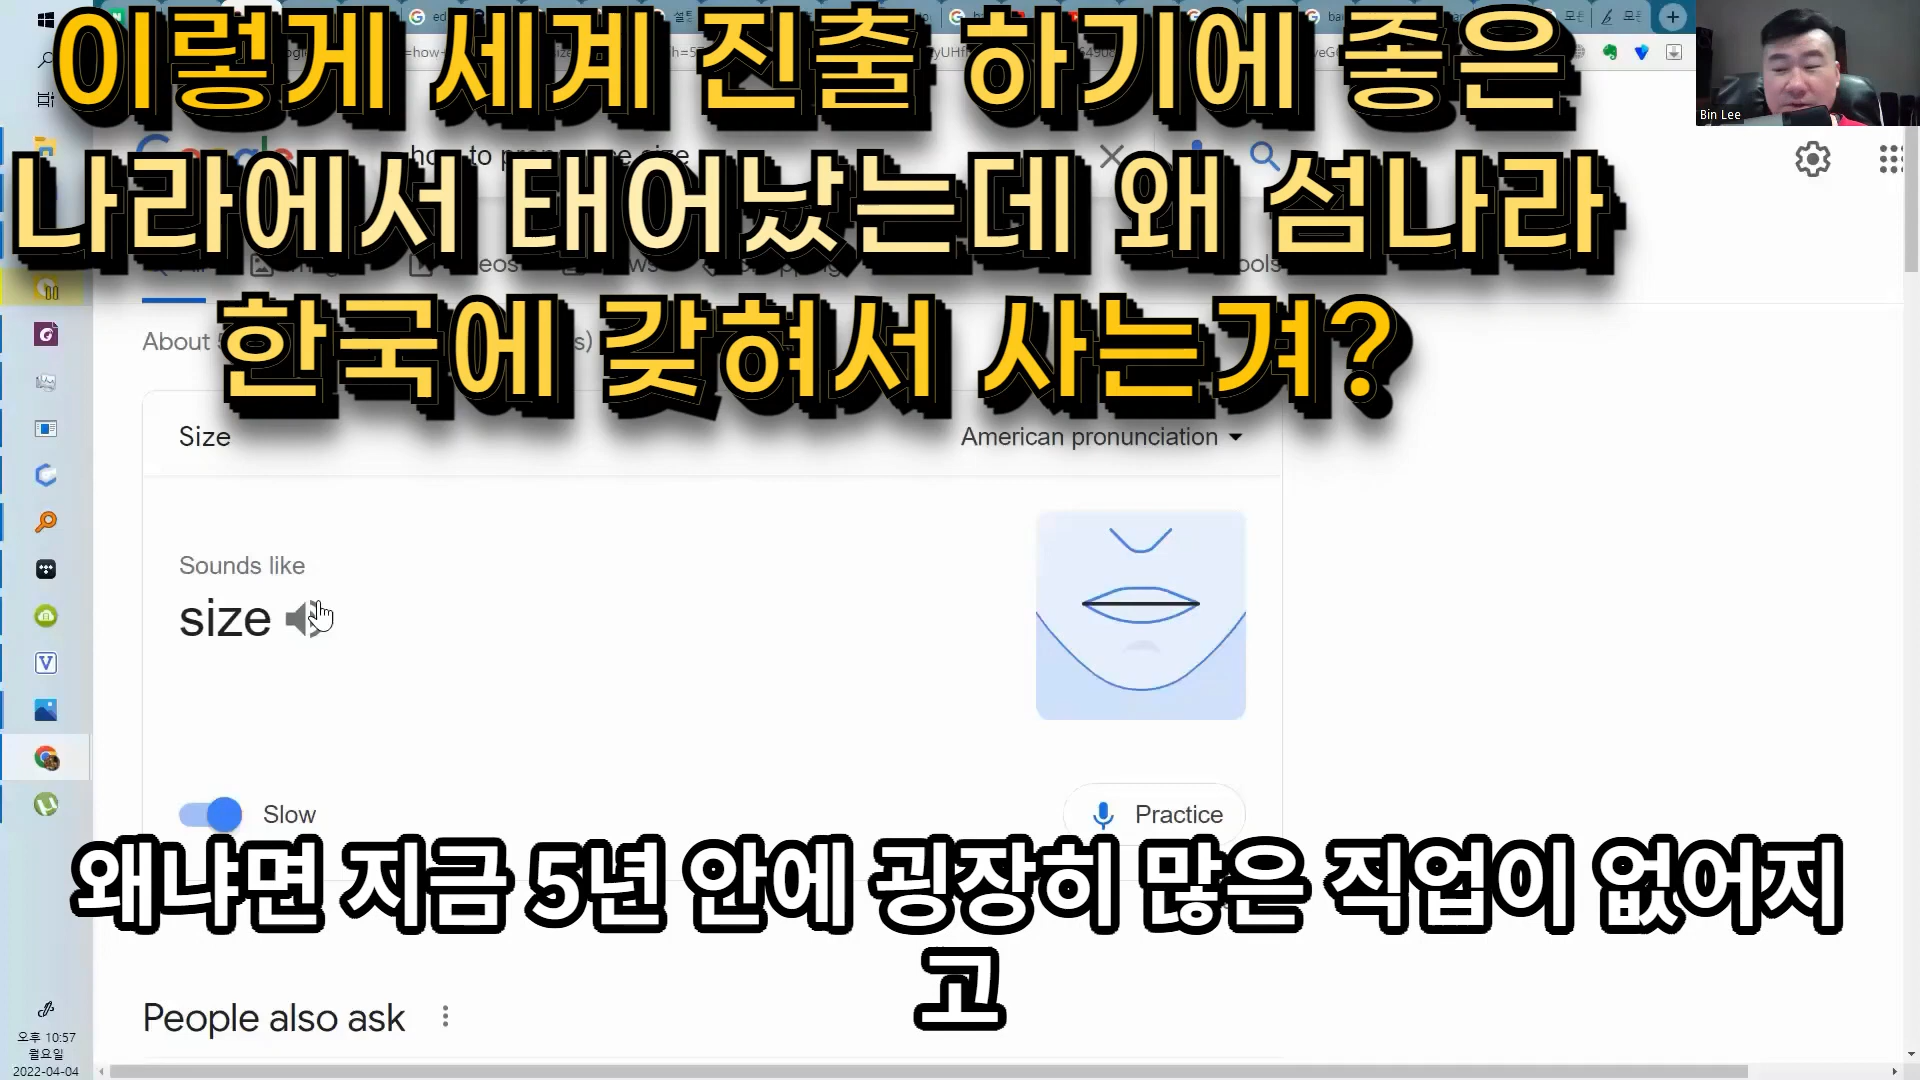 이렇게 세계 진출 하기에 좋은
나라에서 태어났는데 왜 섬나라
한국에 갖혀서 사는겨?
Bin Lee
About
Size
American pronunciation
Sounds like
size
Slow
Practice
왜냐면 지금 5년 안에 굉장히 많은 직업이 없어지
고
People also ask
오후 10:57
월요일
2022-04-04